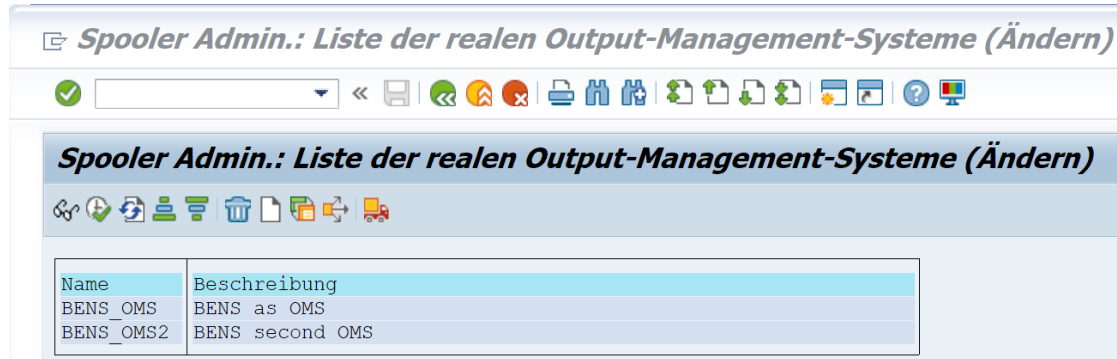 Spooler Admin.: Liste der realen Output-Management-Systeme (Ändern)
Spooler Admin.: Liste der realen Output-Management-Systeme (Ändern)
Name Beschreibung
BENS_OMS BENS as OMS
BENS_OMS2 BENS second OMS